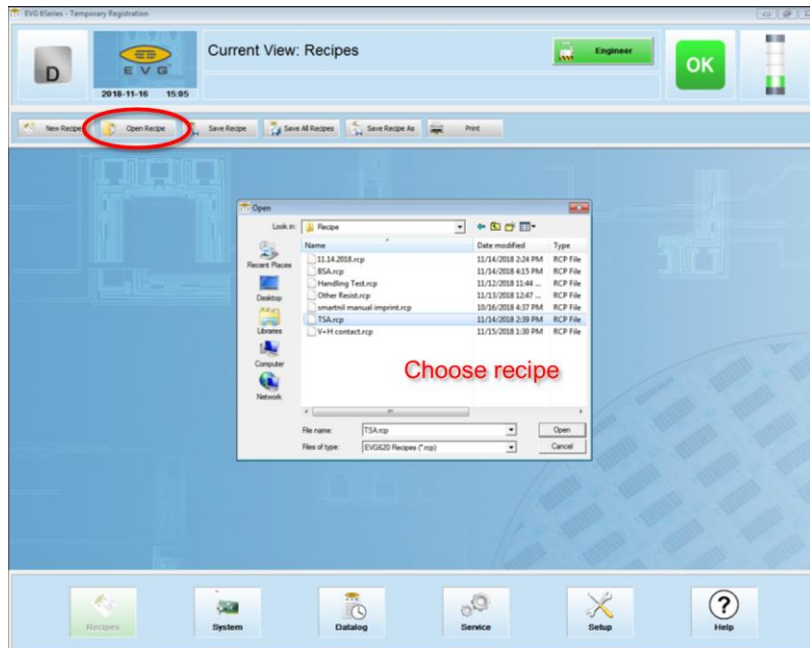 EVG 6Series - Temporary Registration
D
EVG
2018-11-16 15:05
Current View: Recipes
Engineer
OK
New Recipe
Open Recipe
Save Recipe
Save All Recipes
Save Recipe As
Print
Open
Look in: Recipe
Name Date modified Type
11.14.2018.rcp 11/14/2018 2:24 PM RCP File
BSA.rcp 11/14/2018 4:15 PM RCP File
Handling Test.rcp 11/12/2018 11:44 ... RCP File
Other Resist.rcp 11/13/2018 12:47 ... RCP File
smartnil manual imprint.rcp 10/16/2018 4:37 PM RCP File
TSA.rcp 11/14/2018 2:39 PM RCP File
V+H contact.rcp 11/15/2018 1:30 PM RCP File
Recent Places
Desktop
Libraries
Computer
Network
Choose recipe
File name: TSA.rcp Open
Files of type: EVG620 Recipes (*.rcp) Cancel
Recipes
System
Datalog
Service
Setup
?
Help